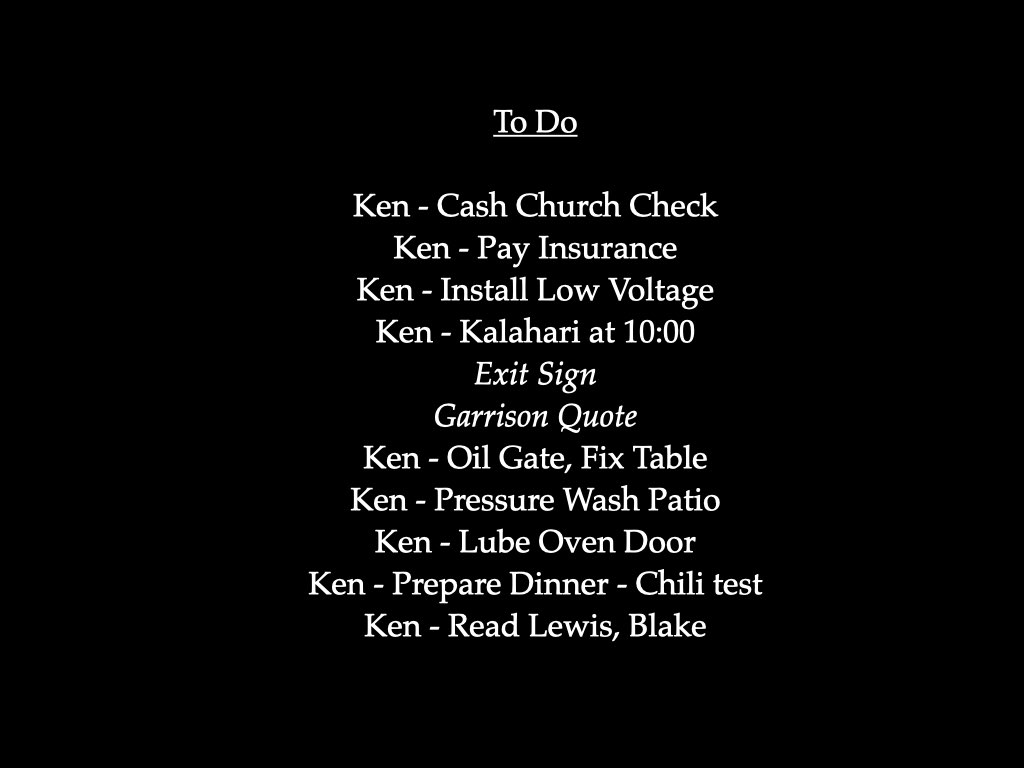 To Do
Ken - Cash Church Check
Ken - Pay Insurance
Ken - Install Low Voltage
Ken - Kalahari at 10:00
Exit Sign
Garrison Quote
Ken - Oil Gate, Fix Table
Ken - Pressure Wash Patio
Ken - Lube Oven Door
Ken - Prepare Dinner - Chili test
Ken - Read Lewis, Blake